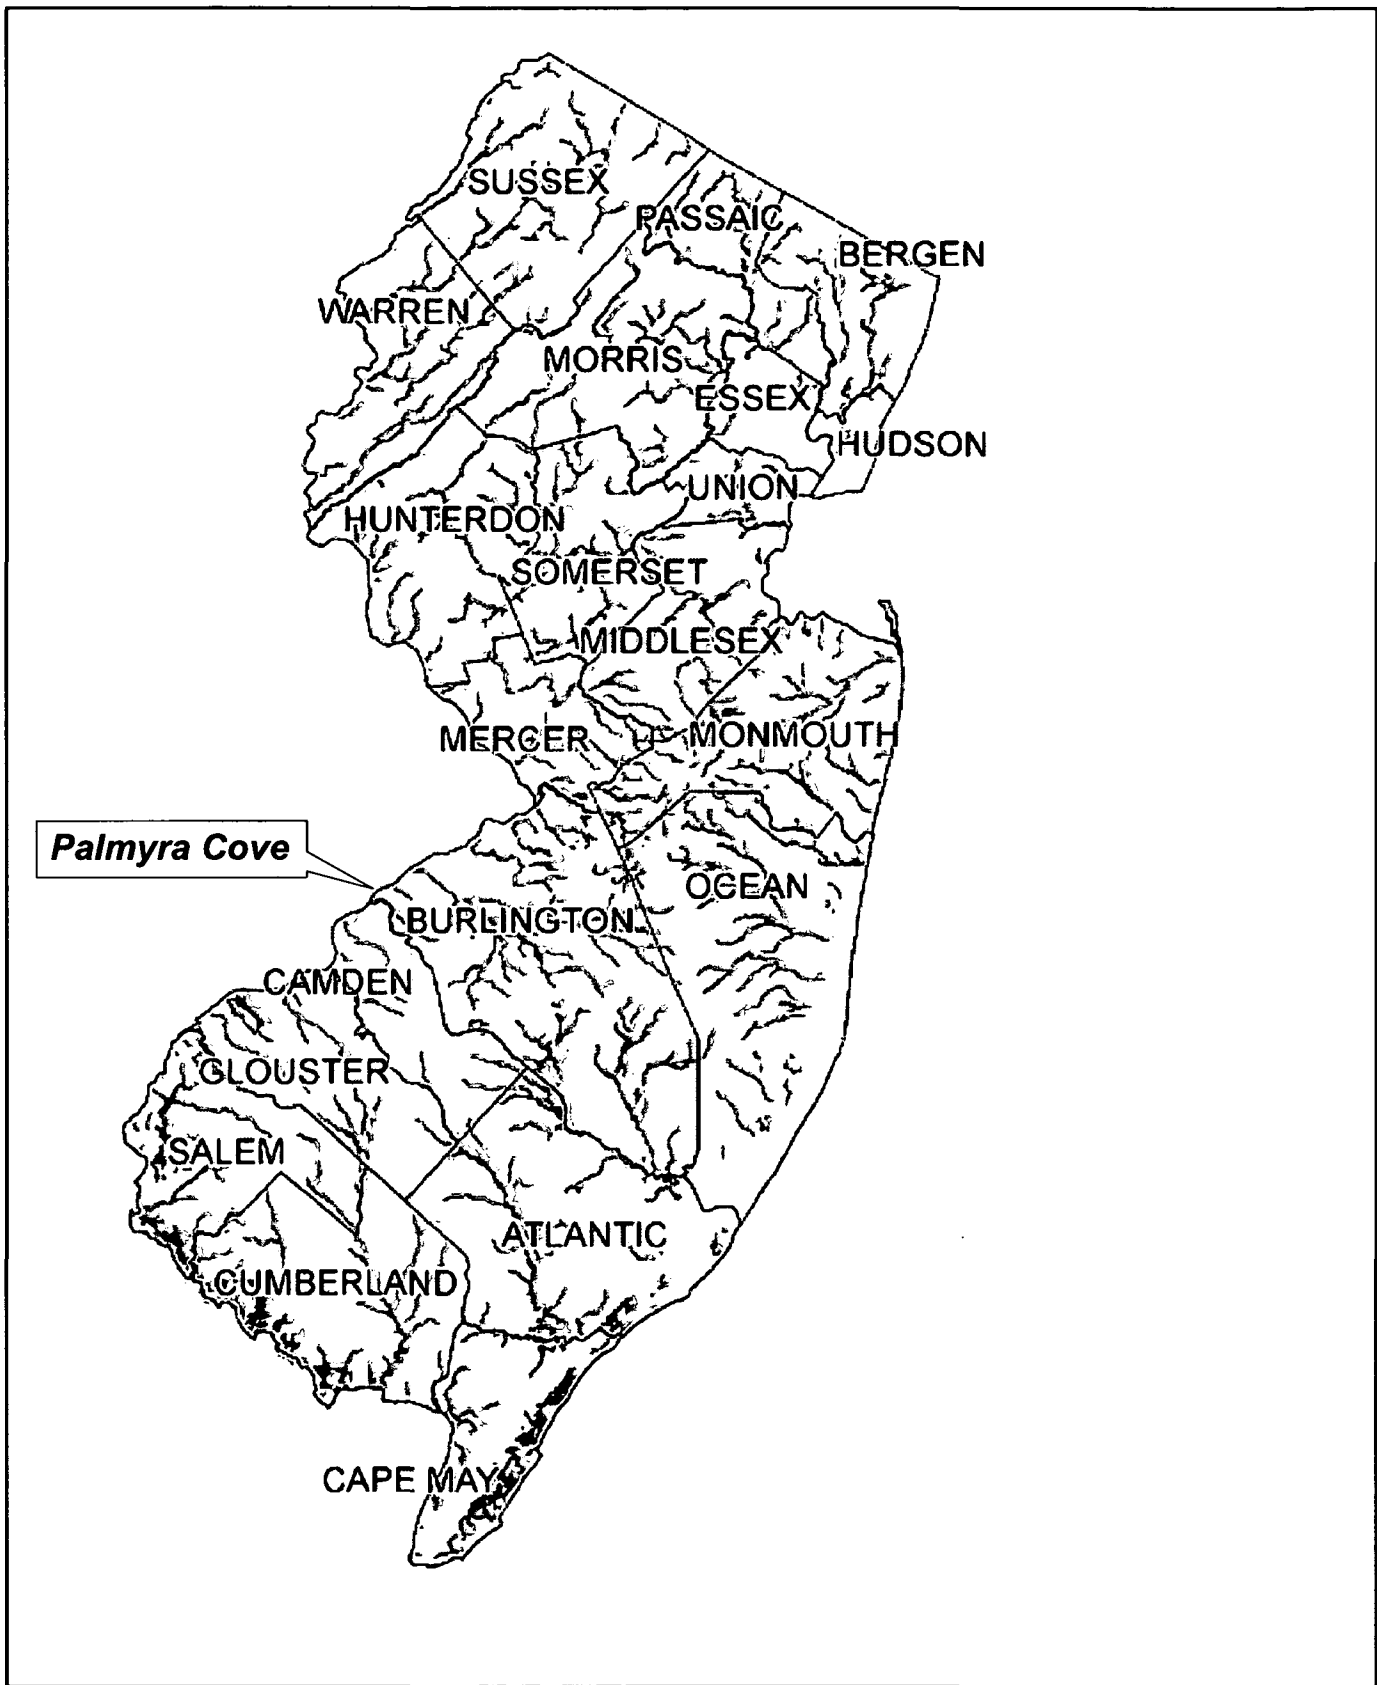 SUSSEX
PASSAIC
BERGEN
WARREN
MORRIS
ESSEX
HUDSON
UNION
HUNTERDON
SOMERSET
MIDDLESEX
MERCER
MONMOUTH
Palmyra Cove
OCEAN
BURLINGTON
CAMDEN
GLOUSTER
SALEM
ATLANTIC
CUMBERLAND
CAPE MAY